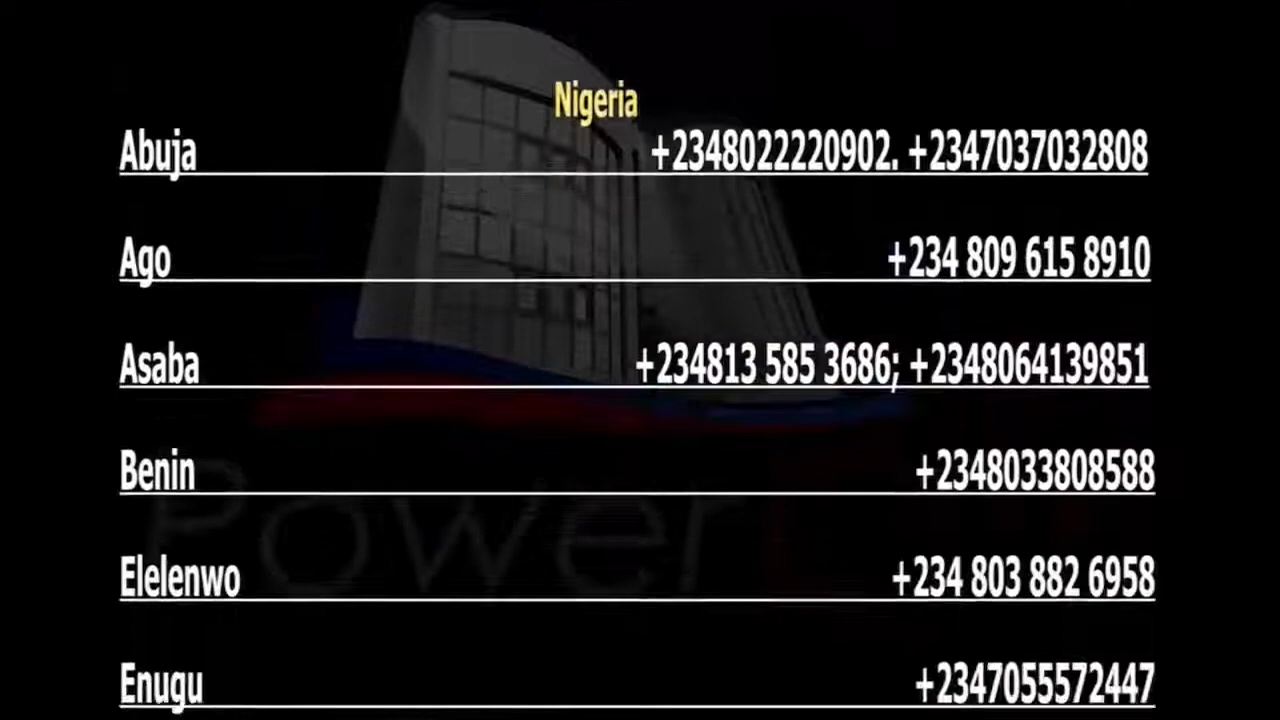 Nigeria
Abuja +2348022220902. +2347037032808
Ago +234 809 615 8910
Asaba +234813 585 3686; +2348064139851
Benin +2348033808588
Elelenwo +234 803 882 6958
Enugu +2347055572447
Power